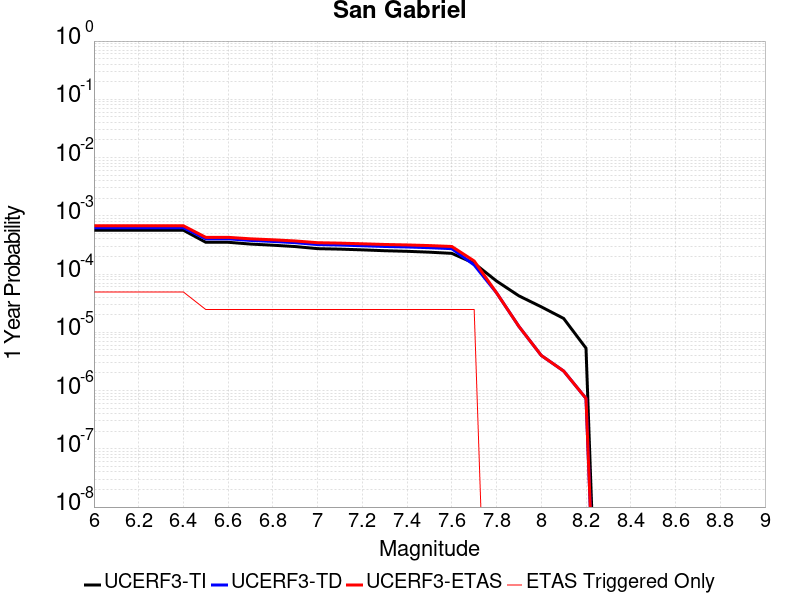 San Gabriel
10^0
10^-1
10^-2
10^-3
10^-4
10^-5
10^-6
10^-7
10^-8
1 Year Probability
6 6.2 6.4 6.6 6.8 7 7.2 7.4 7.6 7.8 8 8.2 8.4 8.6 8.8 9
Magnitude
UCERF3-TI UCERF3-TD UCERF3-ETAS ETAS Triggered Only